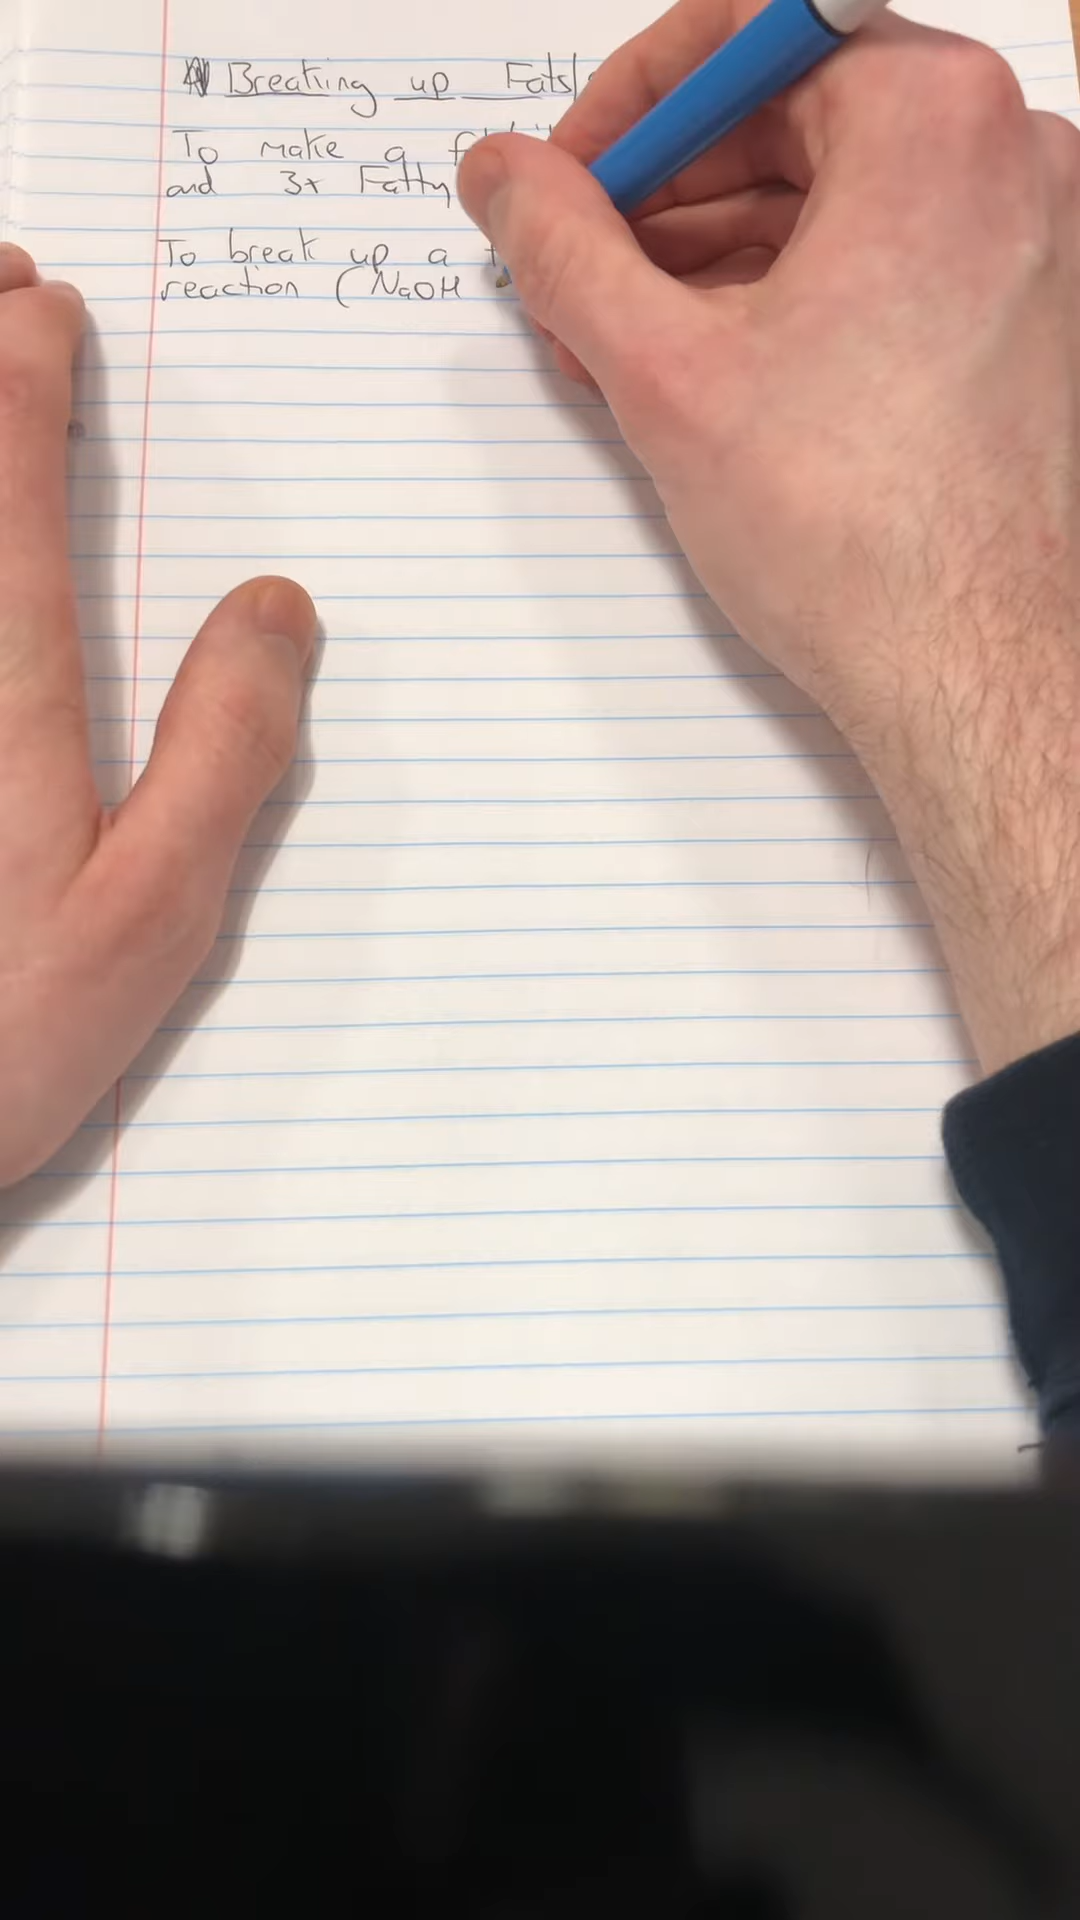 Breaking up Fats/
To make a
and 3x Fatty
To break up a
reaction (NaOH